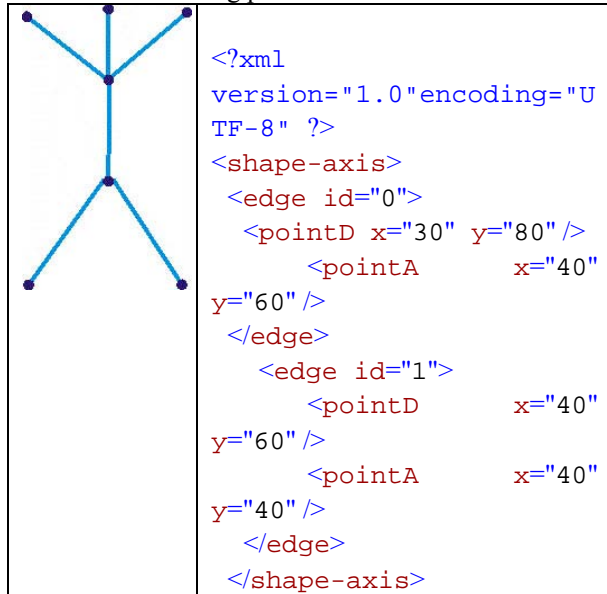 <?xml
version="1.0"encoding="U
TF-8" ?>
<shape-axis>
<edge id="0">
<pointD x="30" y="80"/>
<pointA x="40"
y="60"/>
</edge>
<edge id="1">
<pointD x="40"
y="60"/>
<pointA x="40"
y="40"/>
</edge>
</shape-axis>